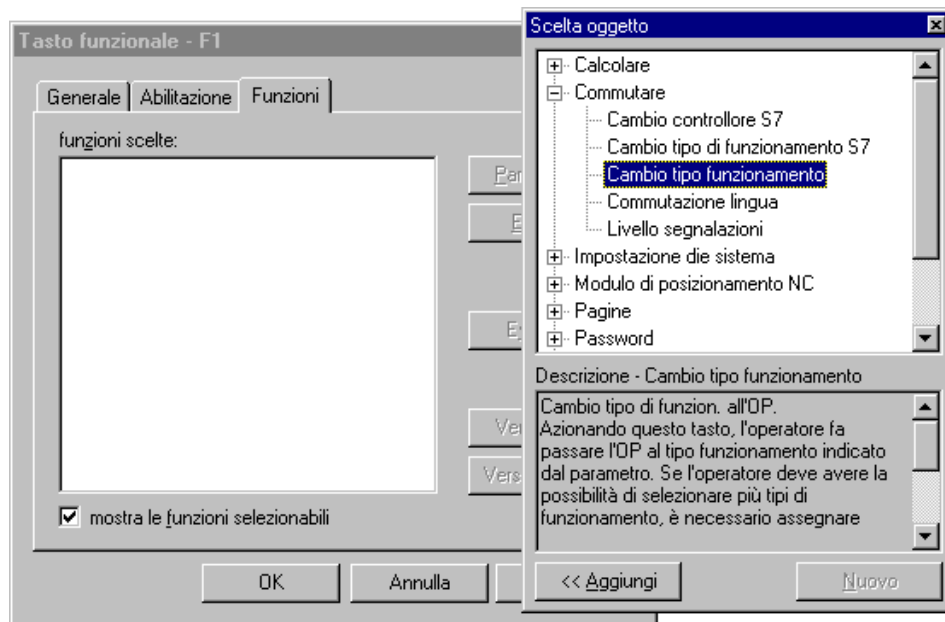 Tasto funzionale - F1
Generale Abilitazione Funzioni
funzioni scelte:
mostra le funzioni selezionabili
OK Annulla
Scelta oggetto
Calcolare
Commutare
Cambio controllore S7
Cambio tipo di funzionamento S7
Cambio tipo funzionamento
Commutazione lingua
Livello segnalazioni
Impostazione die sistema
Modulo di posizionamento NC
Pagine
Password
Descrizione - Cambio tipo funzionamento
Cambio tipo di funzion. all'OP.
Azionando questo tasto, l'operatore fa
passare l'OP al tipo funzionamento indicato
dal parametro. Se l'operatore deve avere la
possibilità di selezionare più tipi di
funzionamento, è necessario assegnare
<< Aggiungi Nuovo